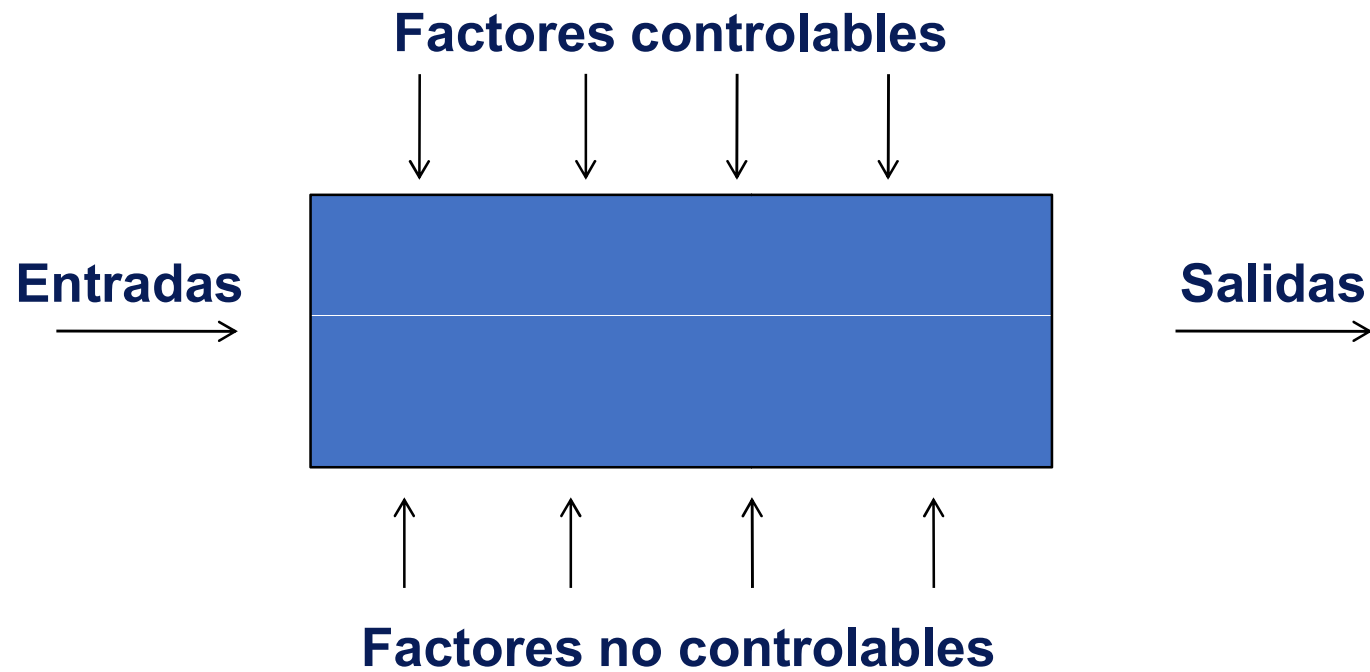 Factores controlables
Entradas
Salidas
Factores no controlables